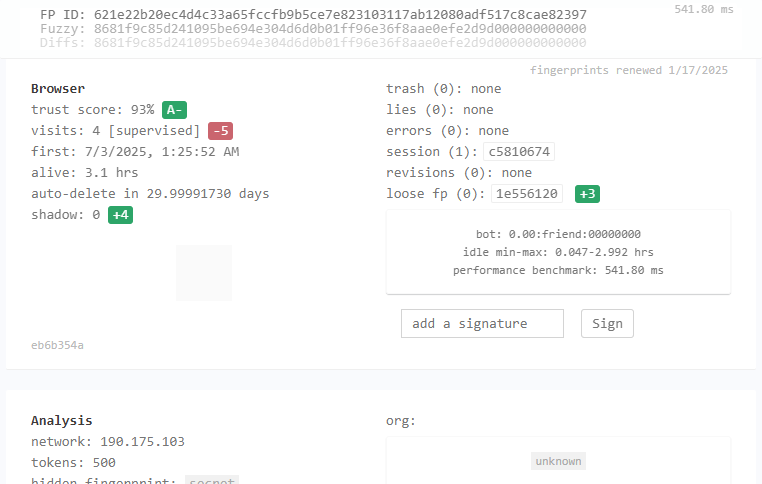 541.80 ms
FP ID: 621e22b20ec4d4c33a65fccfb9b5ce7e823103117ab12080adf517c8cae82397
Fuzzy: 8681f9c85d241095be694e304d6d0b01ff96e36f8aae0efe2d9d000000000000
Diffs: 8681f9c85d241095be694e304d6d0b01ff96e36f8aae0efe2d9d000000000000
fingerprints renewed 1/17/2025
Browser
trust score: 93% A-
visits: 4 [supervised] -5
first: 7/3/2025, 1:25:52 AM
alive: 3.1 hrs
auto-delete in 29.99991730 days
shadow: 0 +4
eb6b354a
trash (0): none
lies (0): none
errors (0): none
session (1): c5810674
revisions (0): none
loose fp (0): 1e556120 +3
bot: 0.00:friend:00000000
idle min-max: 0.047-2.992 hrs
performance benchmark: 541.80 ms
add a signature
Sign
Analysis
network: 190.175.103
tokens: 500
hidden fingerprint: secret
org:
unknown